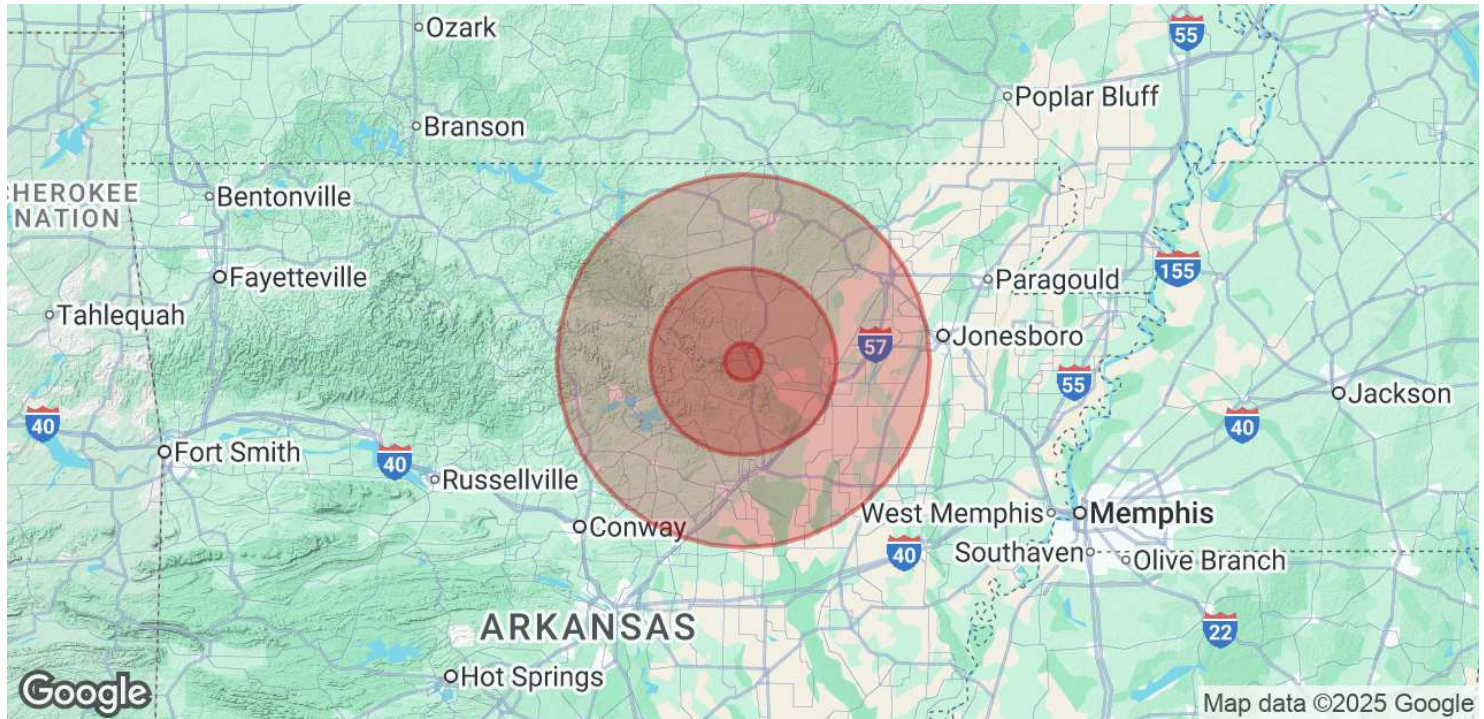 Ozark
55
Poplar Bluff
Branson
CHEROKEE
NATION
Bentonville
Fayetteville
155
Paragould
Tahlequah
57
Jonesboro
55
Jackson
40
40
Fort Smith
40
Russellville
Conway
West Memphis
Memphis
40
Southaven
Olive Branch
ARKANSAS
22
Hot Springs
Google
Map data ©2025 Google